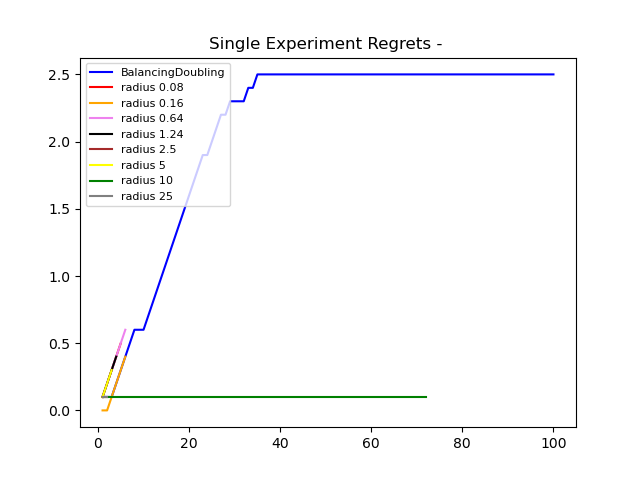 Single Experiment Regrets -
BalancingDoubling
radius 0.08
radius 0.16
radius 0.64
radius 1.24
radius 2.5
radius 5
radius 10
radius 25
2.5
2.0
1.5
1.0
0.5
0.0
0 20 40 60 80 100